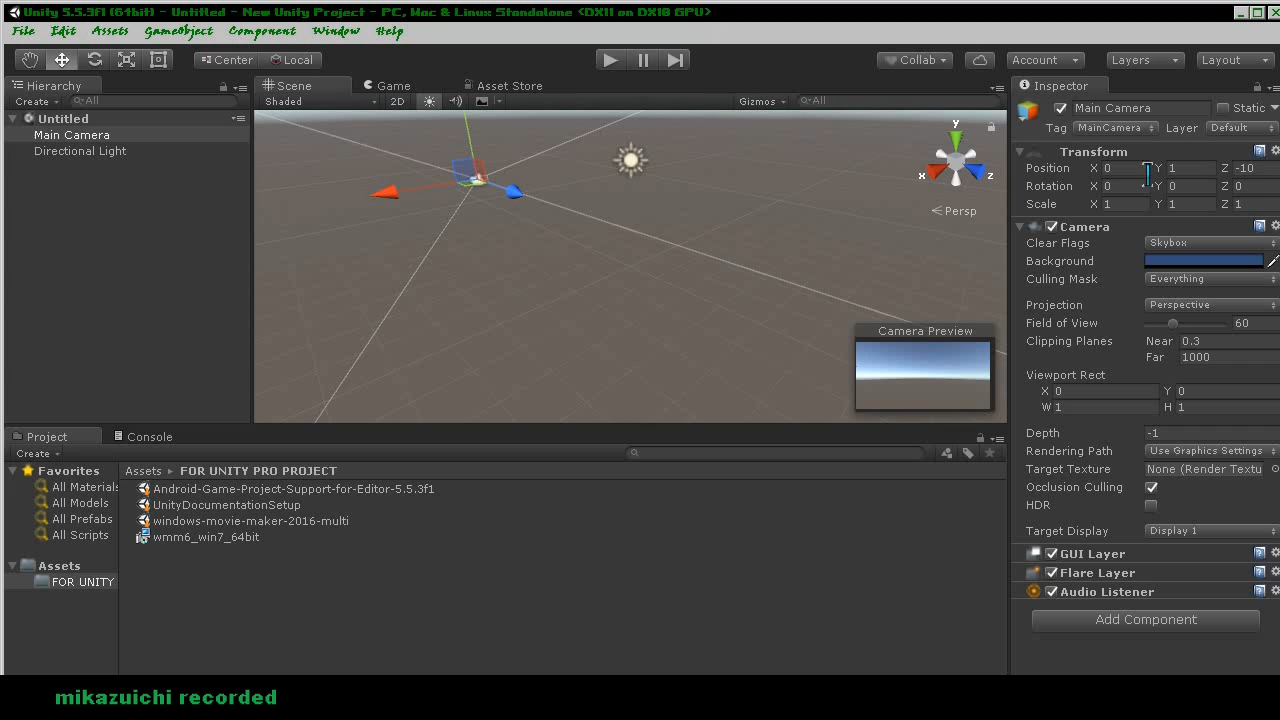 Unity 5.5.3f1 (64bit) - Untitled - New Unity Project - PC, Mac & Linux Standalone <DX11 on DX10 GPU>
File Edit Assets GameObject Component Window Help
Center Local Collab Account Layers Layout
Hierarchy
Create All
Untitled
Main Camera
Directional Light
Scene Game Asset Store
Shaded 2D Gizmos All
y
x z
Persp
Camera Preview
Inspector
Main Camera Static
Tag MainCamera Layer Default
Transform
Position X 0 Y 1 Z -10
Rotation X 0 Y 0 Z 0
Scale X 1 Y 1 Z 1
Camera
Clear Flags Skybox
Background
Culling Mask Everything
Projection Perspective
Field of View 60
Clipping Planes Near 0.3
Far 1000
Viewport Rect
X 0 Y 0
W 1 H 1
Depth -1
Rendering Path Use Graphics Settings
Target Texture None (Render Textu
Occlusion Culling
HDR
Target Display Display 1
GUI Layer
Flare Layer
Audio Listener
Add Component
Project Console
Create
Favorites
All Materials
All Models
All Prefabs
All Scripts
Assets
FOR UNITY
Assets FOR UNITY PRO PROJECT
Android-Game-Project-Support-for-Editor-5.5.3f1
UnityDocumentationSetup
windows-movie-maker-2016-multi
wmm6_win7_64bit
mikazuichi recorded